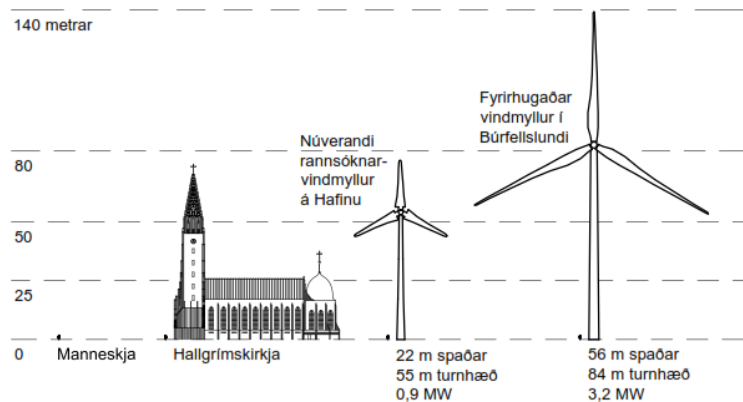 140 metrar
Fyrirhugaðar
vindmyllur í
Búrfellslundi
Núverandi
rannsóknar-
vindmyllur
á Hafinu
80
50
25
0
Manneskja
Hallgrímskirkja
22 m spaðar
55 m turnhæð
0,9 MW
56 m spaðar
84 m turnhæð
3,2 MW